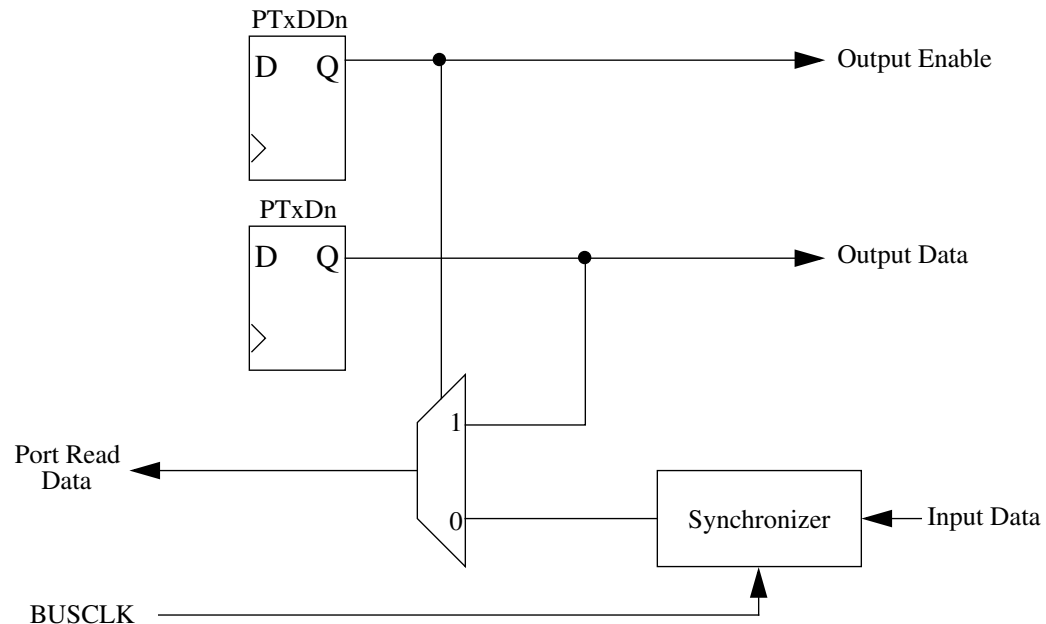 PTxDDn
D Q
Output Enable
PTxDn
D Q
Output Data
1
Port Read
Data
0
Synchronizer
Input Data
BUSCLK